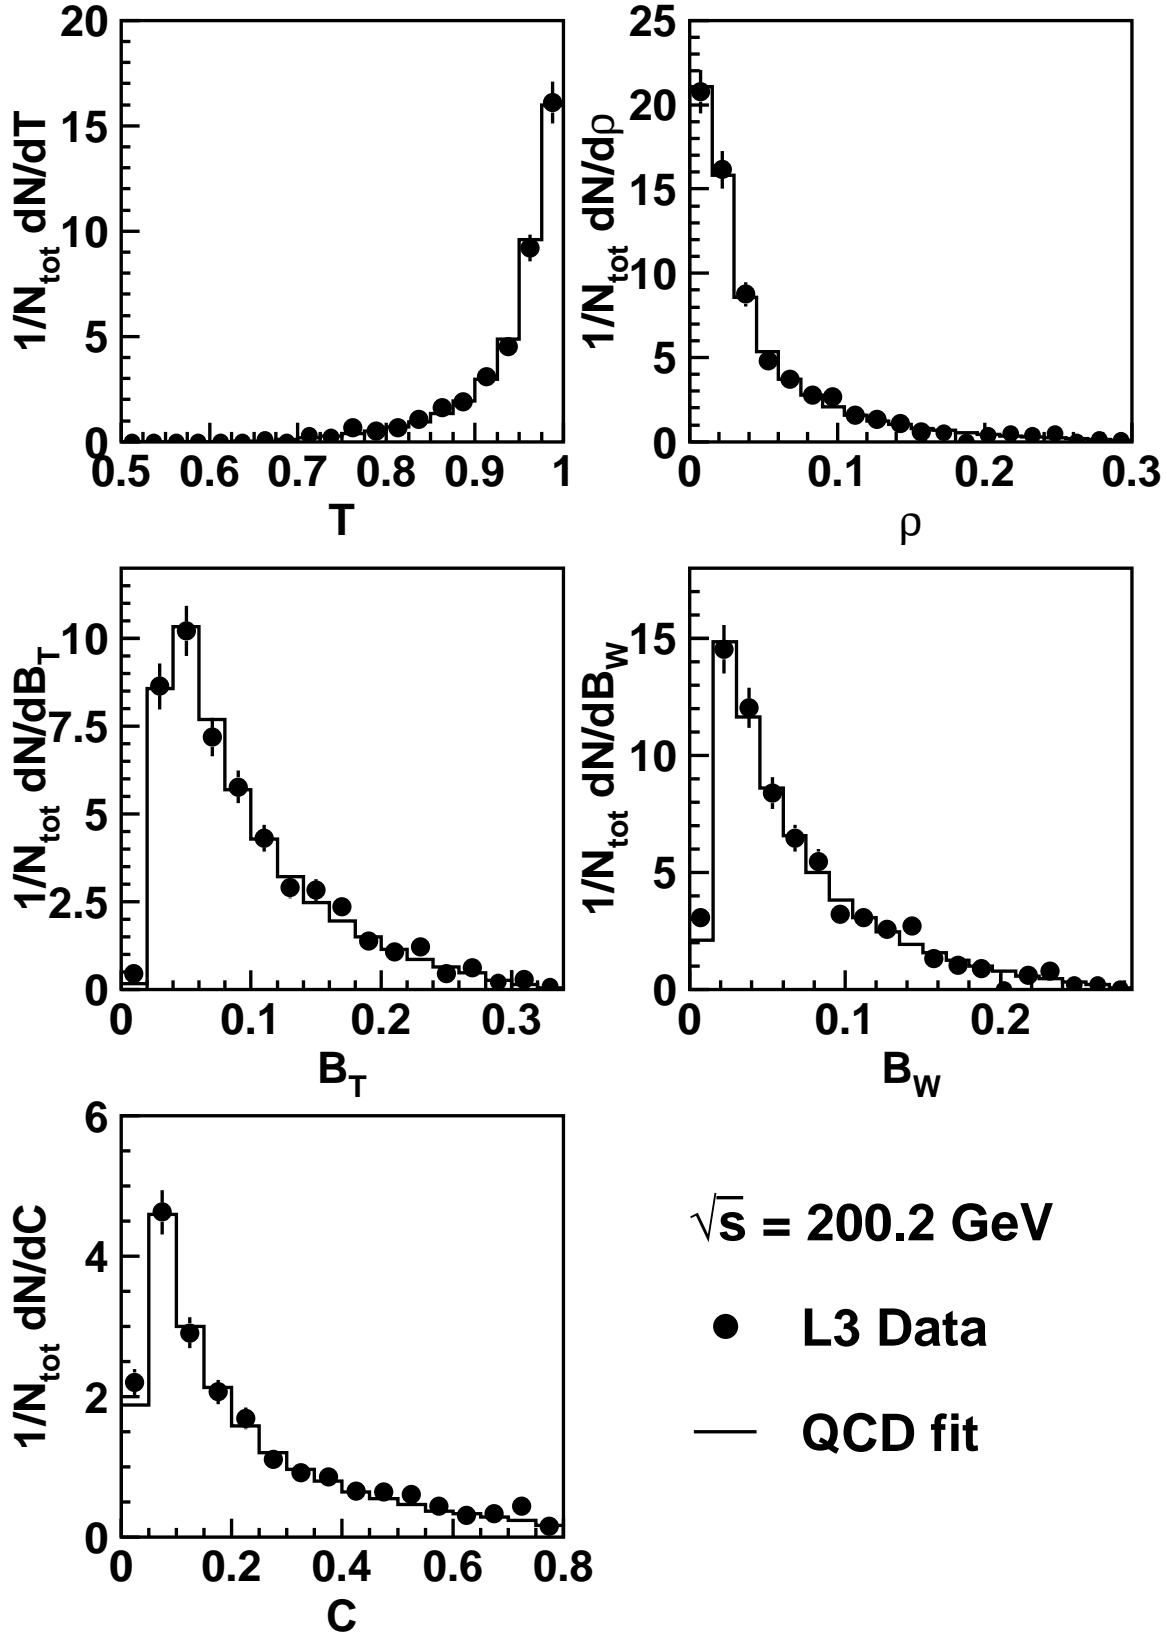 20
15
10
5
0
0.5 0.6 0.7 0.8 0.9 1
T
1/N_tot dN/dT
25
20
15
10
5
0
0 0.1 0.2 0.3
ρ
1/N_tot dN/dρ
10
7.5
5
2.5
0
0 0.1 0.2 0.3
B_T
1/N_tot dN/dB_T
15
10
5
0
0 0.1 0.2
B_W
1/N_tot dN/dB_W
6
4
2
0
0 0.2 0.4 0.6 0.8
C
1/N_tot dN/dC
√s = 200.2 GeV
L3 Data
QCD fit